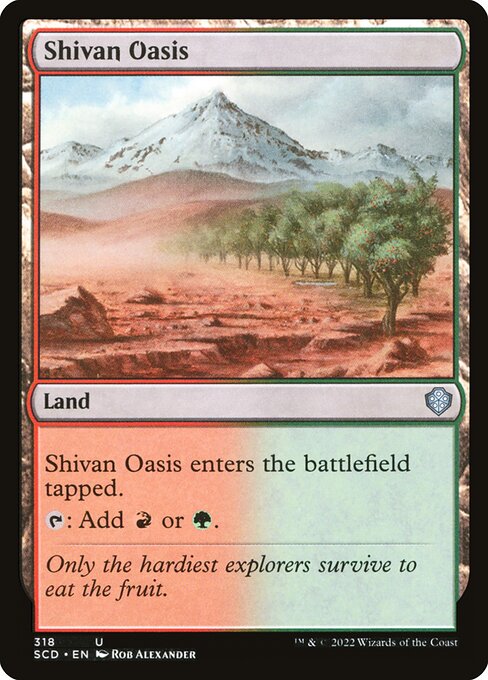 Shivan Oasis
Land
Shivan Oasis enters the battlefield
tapped.
: Add or .
Only the hardiest explorers survive to
eat the fruit.
318 U
SCD • EN Rob Alexander
™ & © 2022 Wizards of the Coast